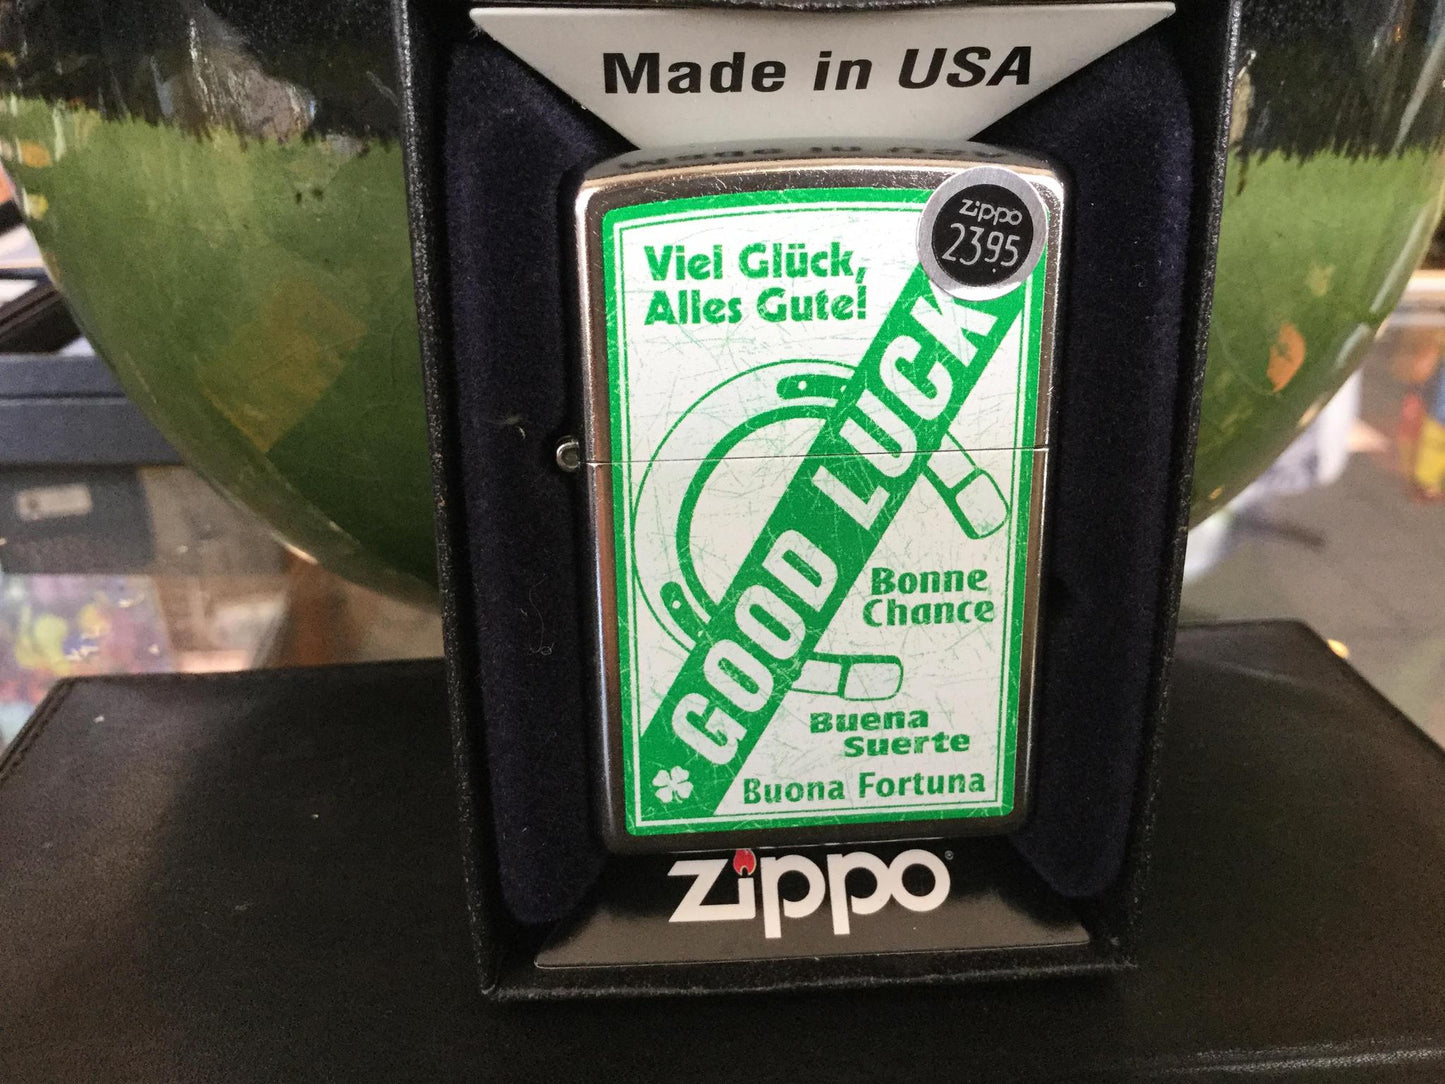 Made in USA
zippo
23.95
Viel Glück,
Alles Gute!
GOOD LUCK
Bonne
Chance
Buena
Suerte
Buona Fortuna
zippo